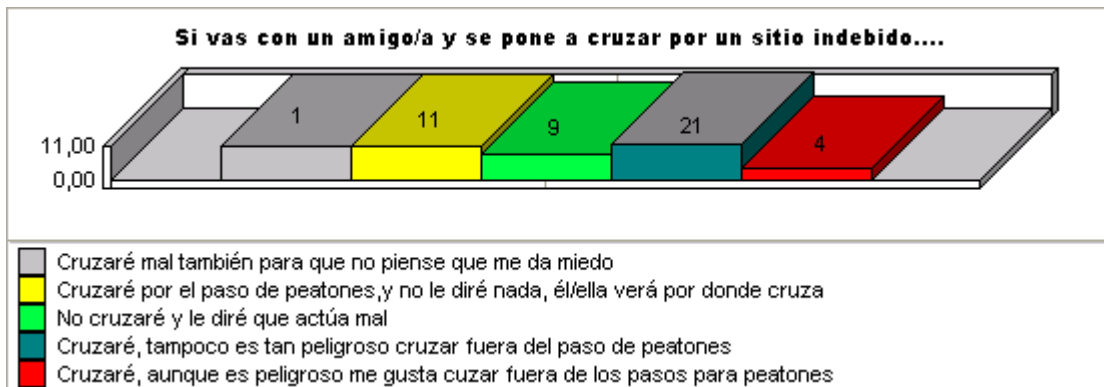 Si vas con un amigo/a y se pone a cruzar por un sitio indebido....
1 11 9 21 4
11,00
0,00
Cruzaré mal también para que no piense que me da miedo
Cruzaré por el paso de peatones,y no le diré nada, él/ella verá por donde cruza
No cruzaré y le diré que actúa mal
Cruzaré, tampoco es tan peligroso cruzar fuera del paso de peatones
Cruzaré, aunque es peligroso me gusta cuzar fuera de los pasos para peatones